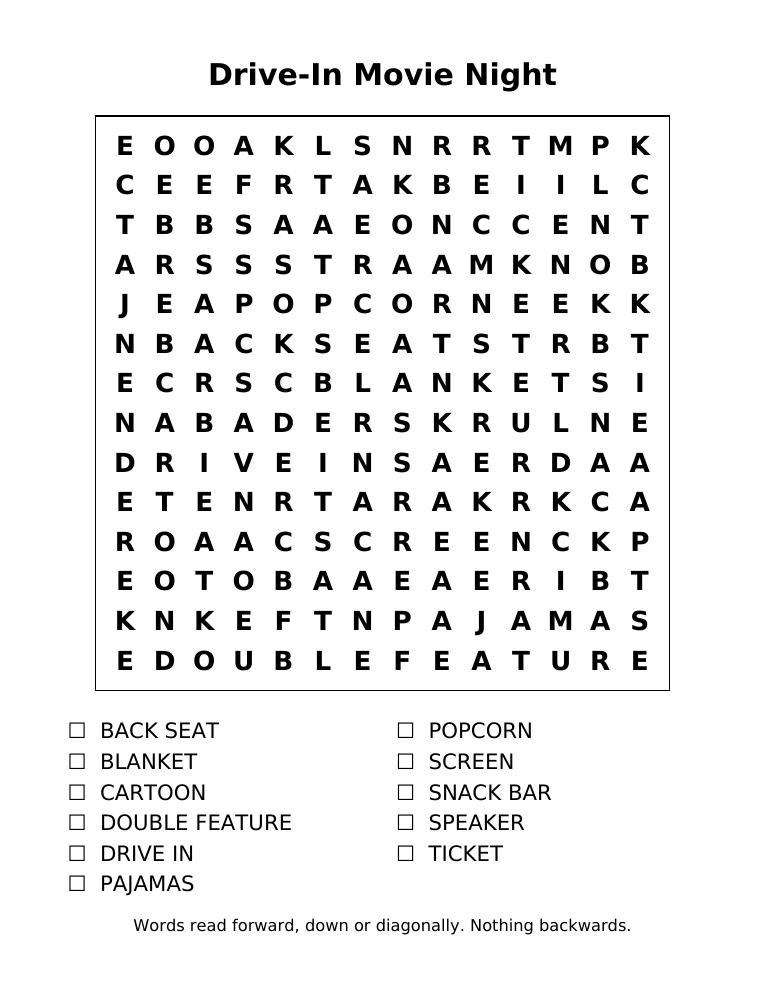 Drive-In Movie Night
E O O A K L S N R R T M P K
C E E F R T A K B E I I L C
T B B S A A E O N C C E N T
A R S S S T R A A M K N O B
J E A P O P C O R N E E K K
N B A C K S E A T S T R B T
E C R S C B L A N K E T S I
N A B A D E R S K R U L N E
D R I V E I N S A E R D A A
E T E N R T A R A K R K C A
R O A A C S C R E E N C K P
E O T O B A A E A E R I B T
K N K E F T N P A J A M A S
E D O U B L E F E A T U R E
☐ BACK SEAT
☐ BLANKET
☐ CARTOON
☐ DOUBLE FEATURE
☐ DRIVE IN
☐ PAJAMAS
☐ POPCORN
☐ SCREEN
☐ SNACK BAR
☐ SPEAKER
☐ TICKET
Words read forward, down or diagonally. Nothing backwards.